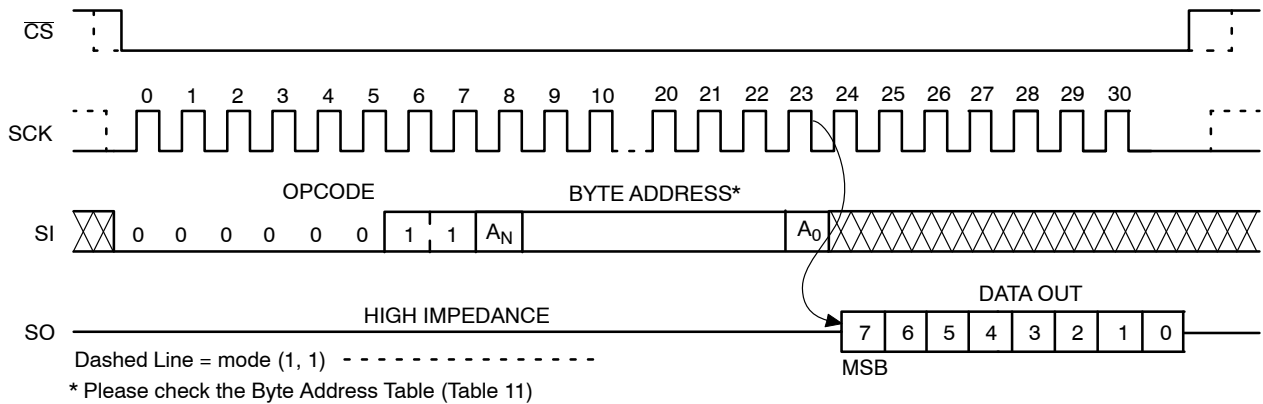 CS
0 1 2 3 4 5 6 7 8 9 10 20 21 22 23 24 25 26 27 28 29 30
SCK
OPCODE BYTE ADDRESS*
SI 0 0 0 0 0 0 1 1 AN A0
DATA OUT
HIGH IMPEDANCE
SO 7 6 5 4 3 2 1 0
Dashed Line = mode (1, 1)
MSB
* Please check the Byte Address Table (Table 11)